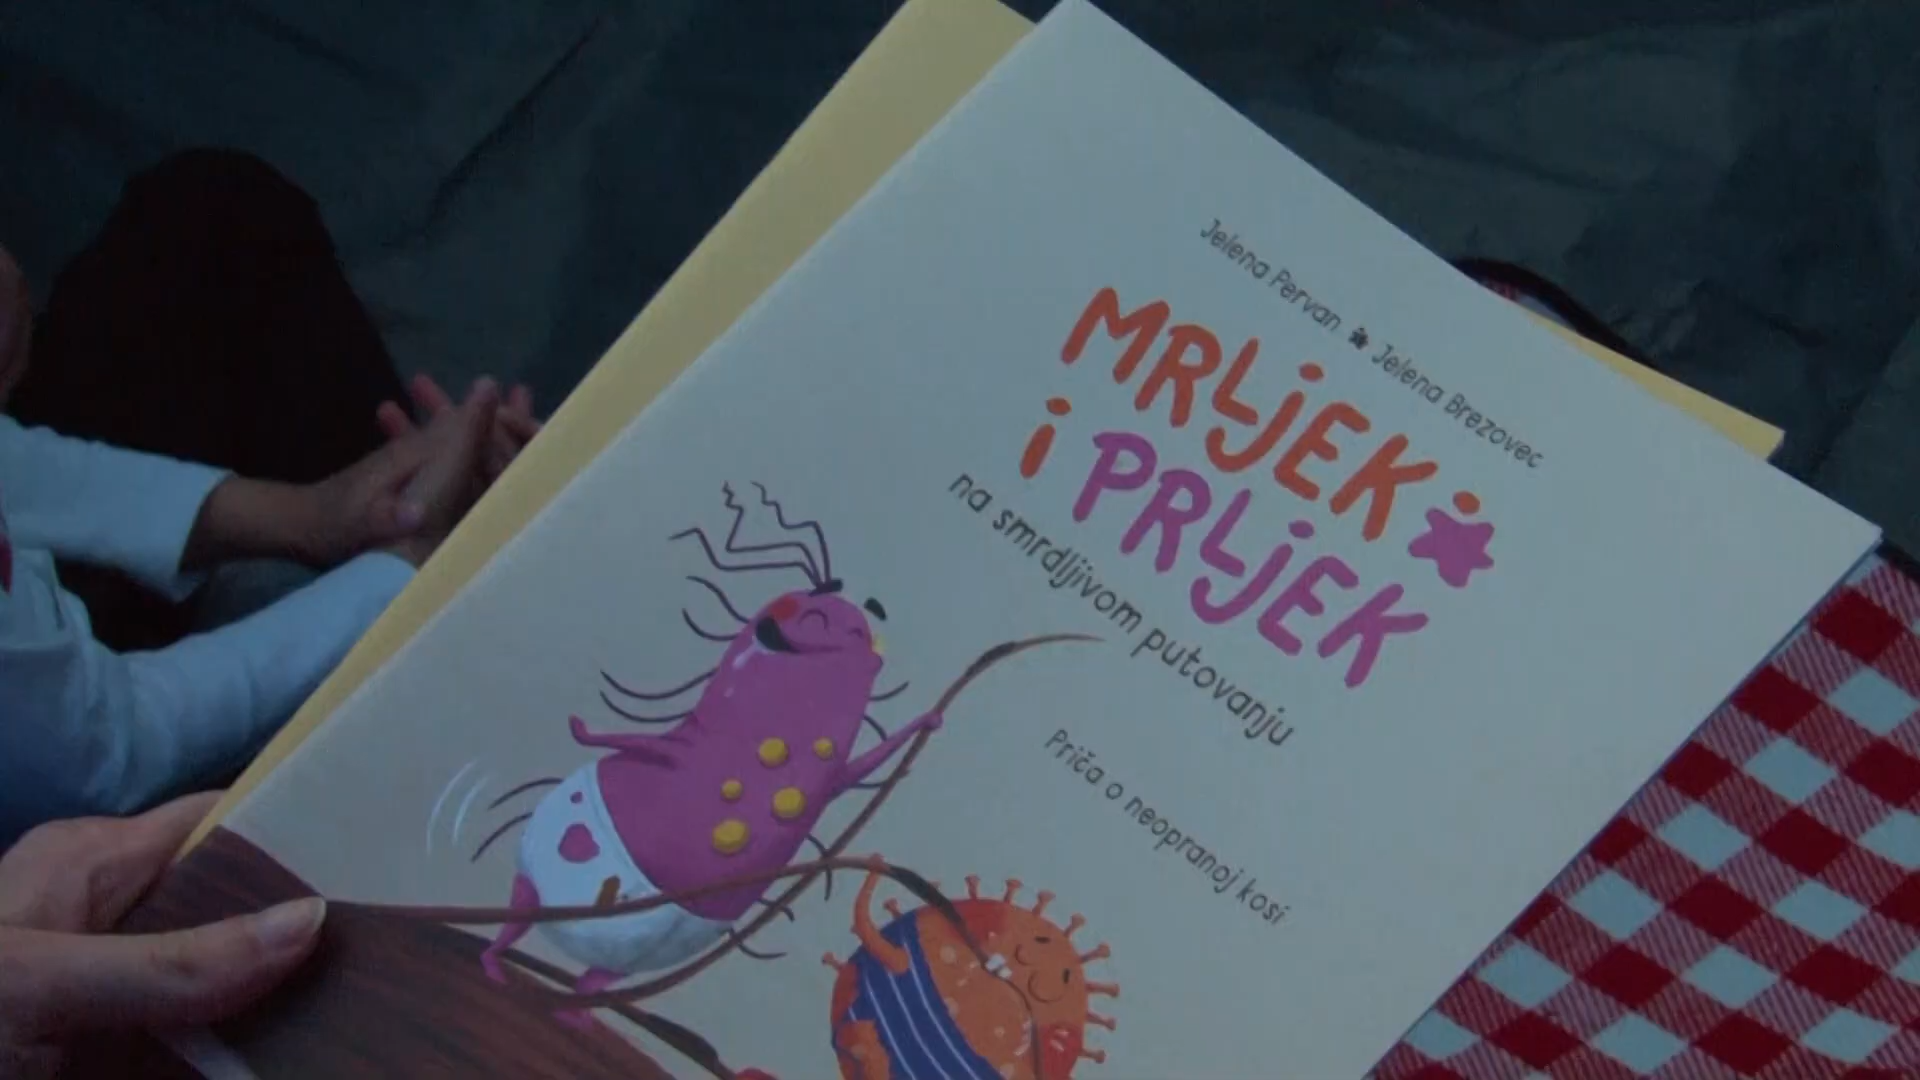 Jelena Pervan * Jelena Brezovec
MRLJEK
i PRLJEK
na smrdljivom putovanju
Priča o neopranoj kosi